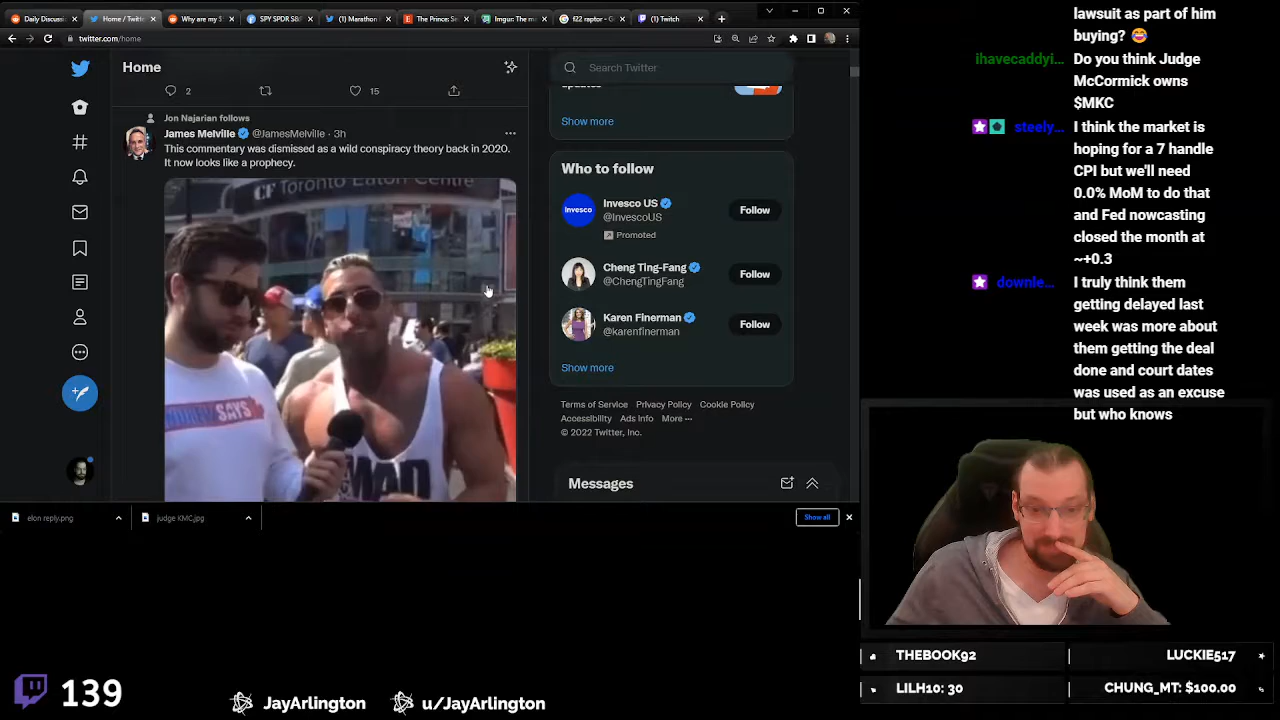 Daily Discussi
Home / Twitte
Why are my $
SPY SPDR S&
(1) Marathon
The Prince: Se
Imgur: The m
f22 raptor - G
(1) Twitch
twitter.com/home
Home
Search Twitter
2
15
Jon Najarian follows
James Melville @JamesMelville · 3h
This commentary was dismissed as a wild conspiracy theory back in 2020.
It now looks like a prophecy.
CF Toronto Eaton Centre
SAYS
MAD
updates
Show more
Who to follow
Invesco US
@InvescoUS
Promoted
Follow
Cheng Ting-Fang
@ChengTingFang
Follow
Karen Finerman
@karenfinerman
Follow
Show more
Terms of Service Privacy Policy Cookie Policy
Accessibility Ads Info More ···
© 2022 Twitter, Inc.
Messages
elon reply.png
judge KMC.jpg
Show all
lawsuit as part of him
buying? 😂
ihavecaddyi... Do you think Judge
McCormick owns
$MKC
steely... I think the market is
hoping for a 7 handle
CPI but we'll need
0.0% MoM to do that
and Fed nowcasting
closed the month at
~+0.3
downle... I truly think them
getting delayed last
week was more about
them getting the deal
done and court dates
was used as an excuse
but who knows
THEBOOK92
LUCKIE517
LILH10: 30
CHUNG_MT: $100.00
139
JayArlington
u/JayArlington